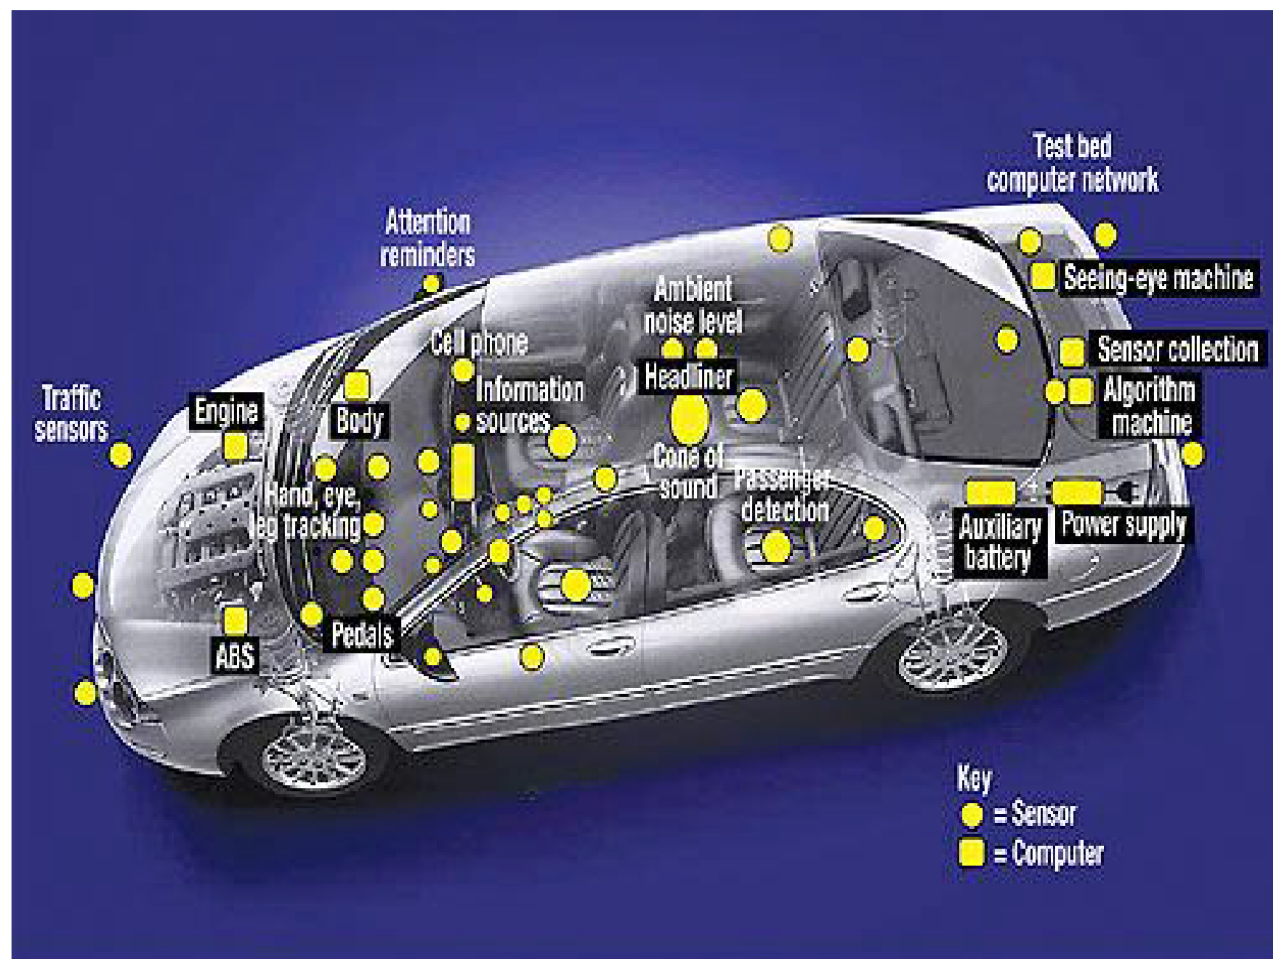 Test bed
computer network
Attention
reminders
Seeing-eye machine
Ambient
noise level
Cell phone
Sensor collection
Headliner
Information
sources
Algorithm
machine
Traffic
sensors
Engine
Body
Cone of
sound
Passenger
detection
Hand, eye,
leg tracking
Auxiliary
battery
Power supply
Pedals
ABS
Key
= Sensor
= Computer